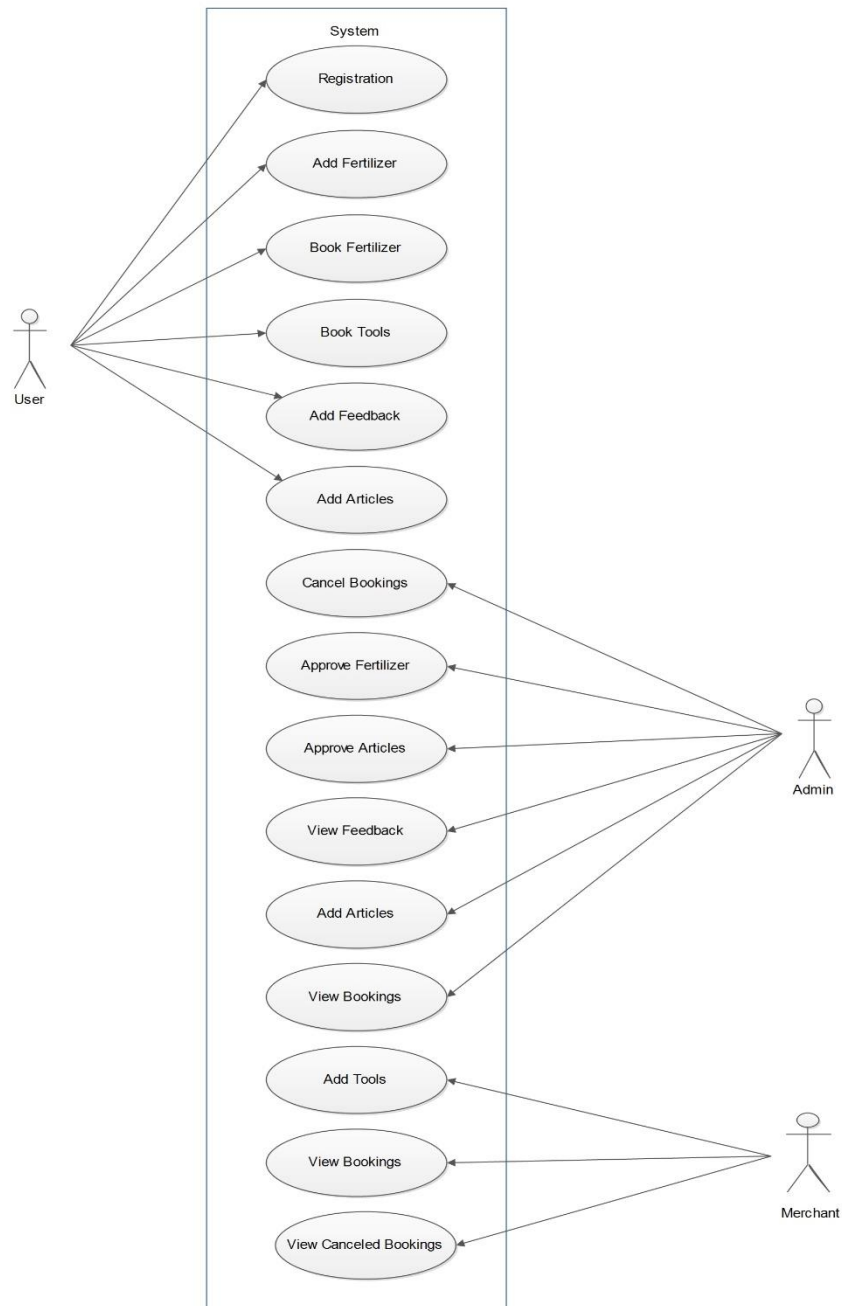 System
Registration
Add Fertilizer
Book Fertilizer
Book Tools
User
Add Feedback
Add Articles
Cancel Bookings
Approve Fertilizer
Approve Articles
Admin
View Feedback
Add Articles
View Bookings
Add Tools
View Bookings
Merchant
View Canceled Bookings